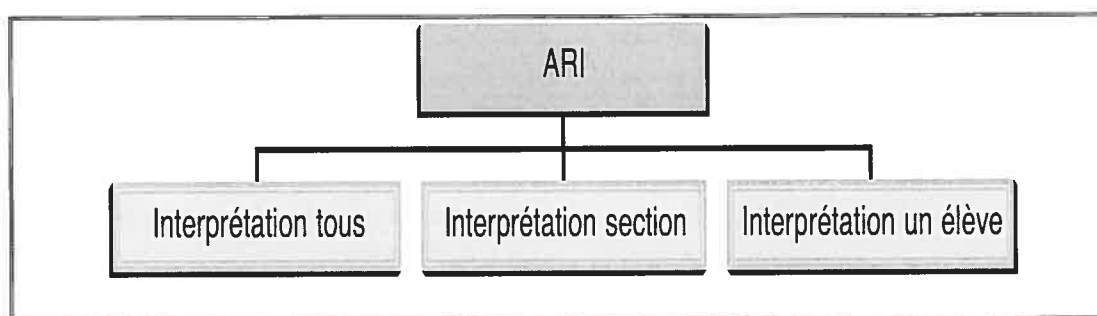 ARI
Interprétation tous
Interprétation section
Interprétation un élève